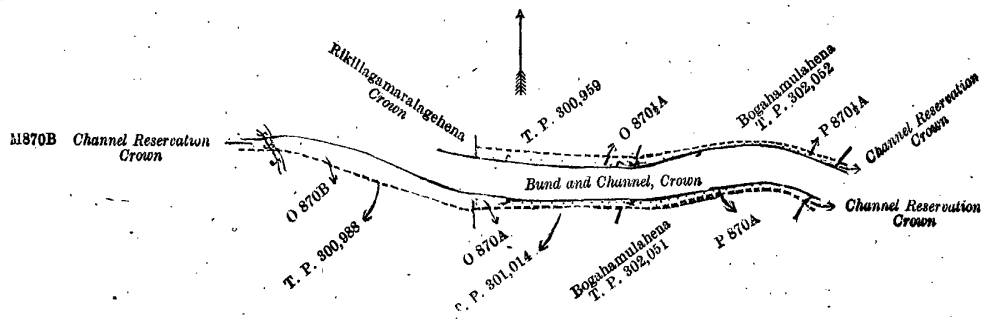 Rikillagamaralagehena
Crown
T. P. 300,959
O 870½A
Bogahamulahena
T. P. 302,052
P 870½A
Channel Reservation
Crown
M870B Channel Reservation
Crown
Bund and Channel, Crown
Channel Reservation
Crown
O 870B
T. P. 300,988
O 870A
P. 301,014
Bogahamulahena
T. P. 302,051
P 870A